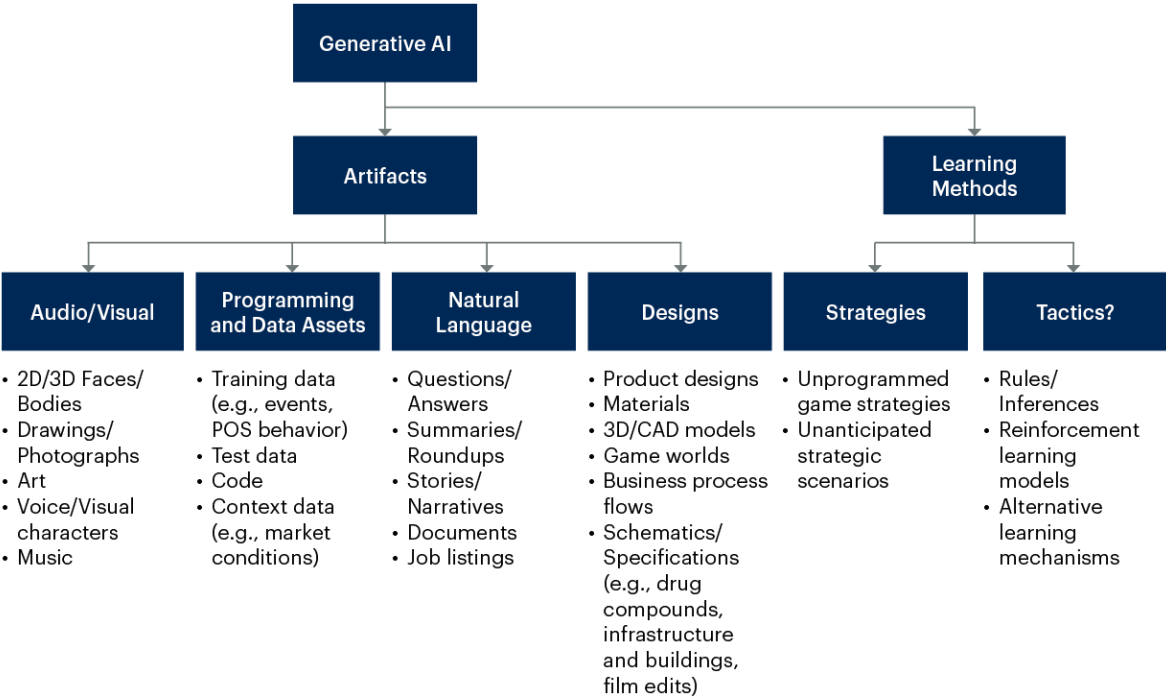 Generative AI
Artifacts
Learning
Methods
Audio/Visual
Programming
and Data Assets
Natural
Language
Designs
Strategies
Tactics?
• 2D/3D Faces/
Bodies
• Drawings/
Photographs
• Art
• Voice/Visual
characters
• Music
• Training data
(e.g., events,
POS behavior)
• Test data
• Code
• Context data
(e.g., market
conditions)
• Questions/
Answers
• Summaries/
Roundups
• Stories/
Narratives
• Documents
• Job listings
• Product designs
• Materials
• 3D/CAD models
• Game worlds
• Business process
flows
• Schematics/
Specifications
(e.g., drug
compounds,
infrastructure
and buildings,
film edits)
• Unprogrammed
game strategies
• Unanticipated
strategic
scenarios
• Rules/
Inferences
• Reinforcement
learning
models
• Alternative
learning
mechanisms